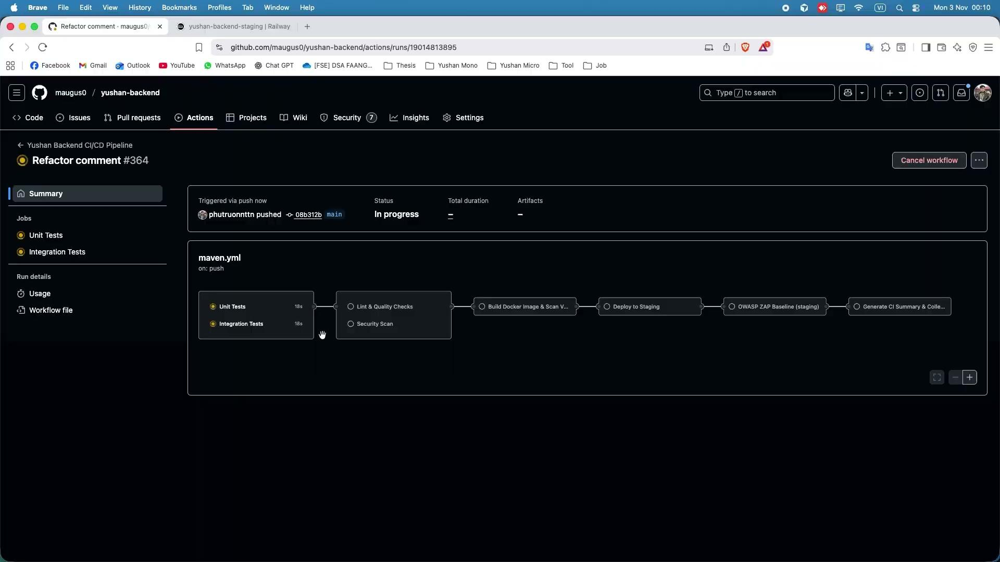 Brave File Edit View History Bookmarks Profiles Tab Window Help VI Mon 3 Nov 00:10
Refactor comment · maugus0/ yushan-backend-staging | Railway
github.com/maugus0/yushan-backend/actions/runs/19014813895 1
Facebook Gmail Outlook YouTube WhatsApp Chat GPT [FSE] DSA FAANG... Thesis Yushan Mono Yushan Micro Tool Job
maugus0 / yushan-backend Type / to search
Code Issues Pull requests Actions Projects Wiki Security 7 Insights Settings
← Yushan Backend CI/CD Pipeline
Refactor comment #364 Cancel workflow ...
Summary
Jobs
Unit Tests
Integration Tests
Run details
Usage
Workflow file
Triggered via push now Status Total duration Artifacts
phutruonnttn pushed 08b312b main In progress – –
maven.yml
on: push
Unit Tests 18s
Integration Tests 18s
Lint & Quality Checks
Security Scan
Build Docker Image & Scan V...
Deploy to Staging
OWASP ZAP Baseline (staging)
Generate CI Summary & Colle...